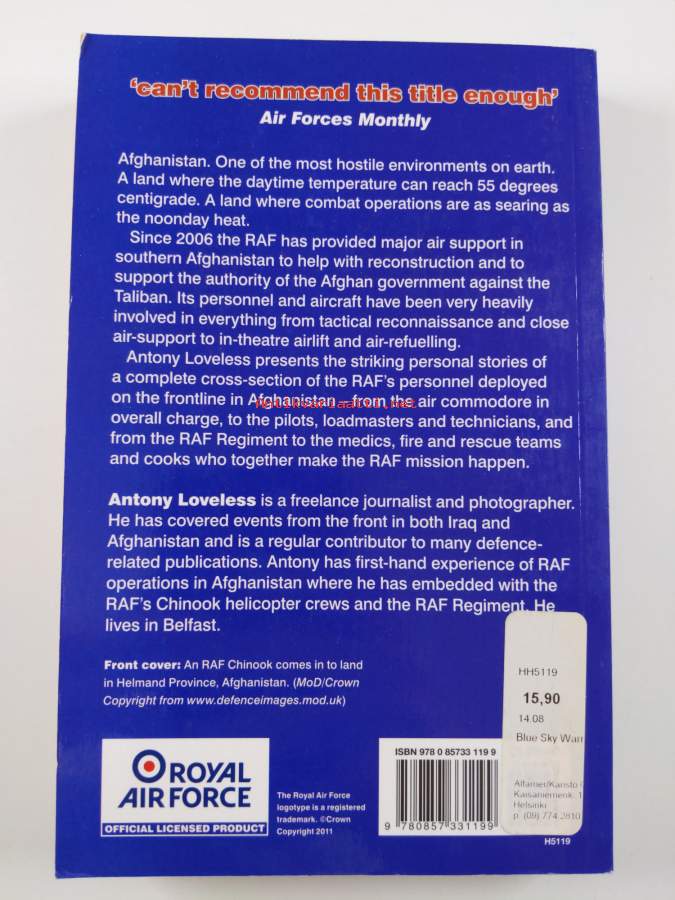 ‘can’t recommend this title enough’
Air Forces Monthly
Afghanistan. One of the most hostile environments on earth.
A land where the daytime temperature can reach 55 degrees
centigrade. A land where combat operations are as searing as
the noonday heat.
Since 2006 the RAF has provided major air support in
southern Afghanistan to help with reconstruction and to
support the authority of the Afghan government against the
Taliban. Its personnel and aircraft have been very heavily
involved in everything from tactical reconnaissance and close
air-support to in-theatre airlift and air-refuelling.
Antony Loveless presents the striking personal stories of
a complete cross-section of the RAF’s personnel deployed
on the frontline in Afghanistan – from the air commodore in
Antikvariaatti.net
overall charge, to the pilots, loadmasters and technicians, and
from the RAF Regiment to the medics, fire and rescue teams
and cooks who together make the RAF mission happen.
Antony Loveless is a freelance journalist and photographer.
He has covered events from the front in both Iraq and
Afghanistan and is a regular contributor to many defence-
related publications. Antony has first-hand experience of RAF
operations in Afghanistan where he has embedded with the
RAF’s Chinook helicopter crews and the RAF Regiment. He
lives in Belfast.
Front cover: An RAF Chinook comes in to land
in Helmand Province, Afghanistan. (MoD/Crown
Copyright from www.defenceimages.mod.uk)
ROYAL
AIR FORCE
OFFICIAL LICENSED PRODUCT
The Royal Air Force
logotype is a registered
trademark. ©Crown
Copyright 2011
ISBN 978 0 85733 119 9
9 780857 331199
H5119
HH5119
15,90
14.08
Blue Sky Warr
Kaisaniemenk. 1
Helsinki
p. (09) 774 2810